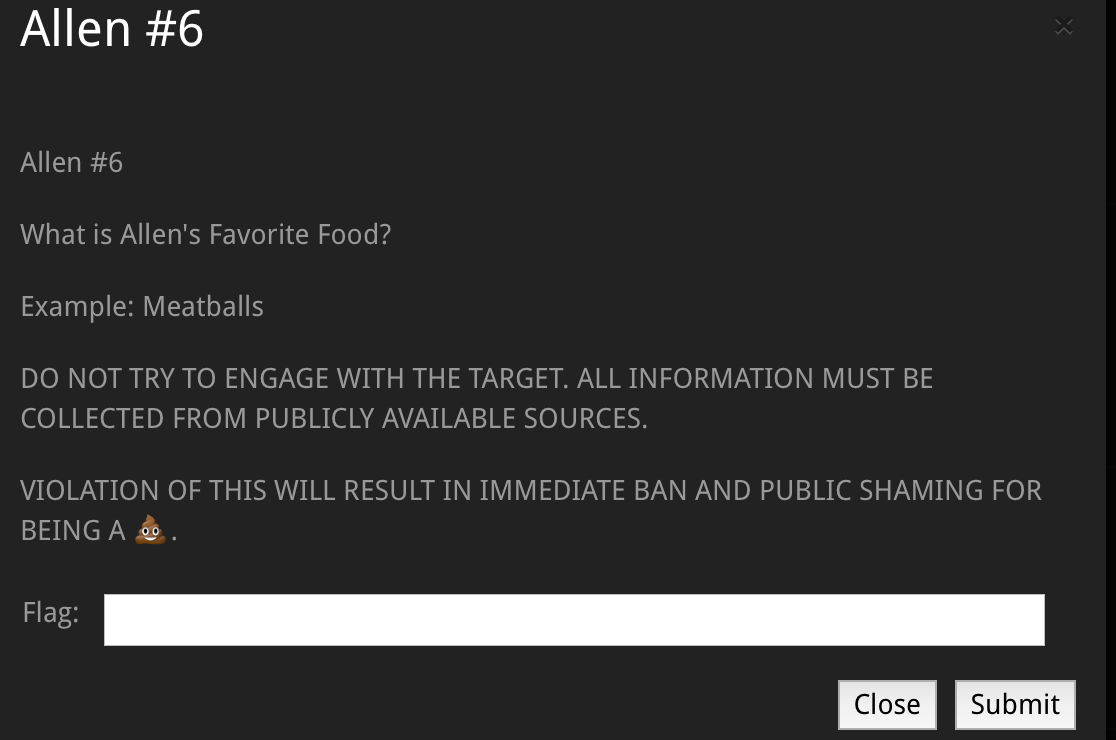 Allen #6
Allen #6
What is Allen's Favorite Food?
Example: Meatballs
DO NOT TRY TO ENGAGE WITH THE TARGET. ALL INFORMATION MUST BE
COLLECTED FROM PUBLICLY AVAILABLE SOURCES.
VIOLATION OF THIS WILL RESULT IN IMMEDIATE BAN AND PUBLIC SHAMING FOR
BEING A 💩.
Flag:
Close Submit